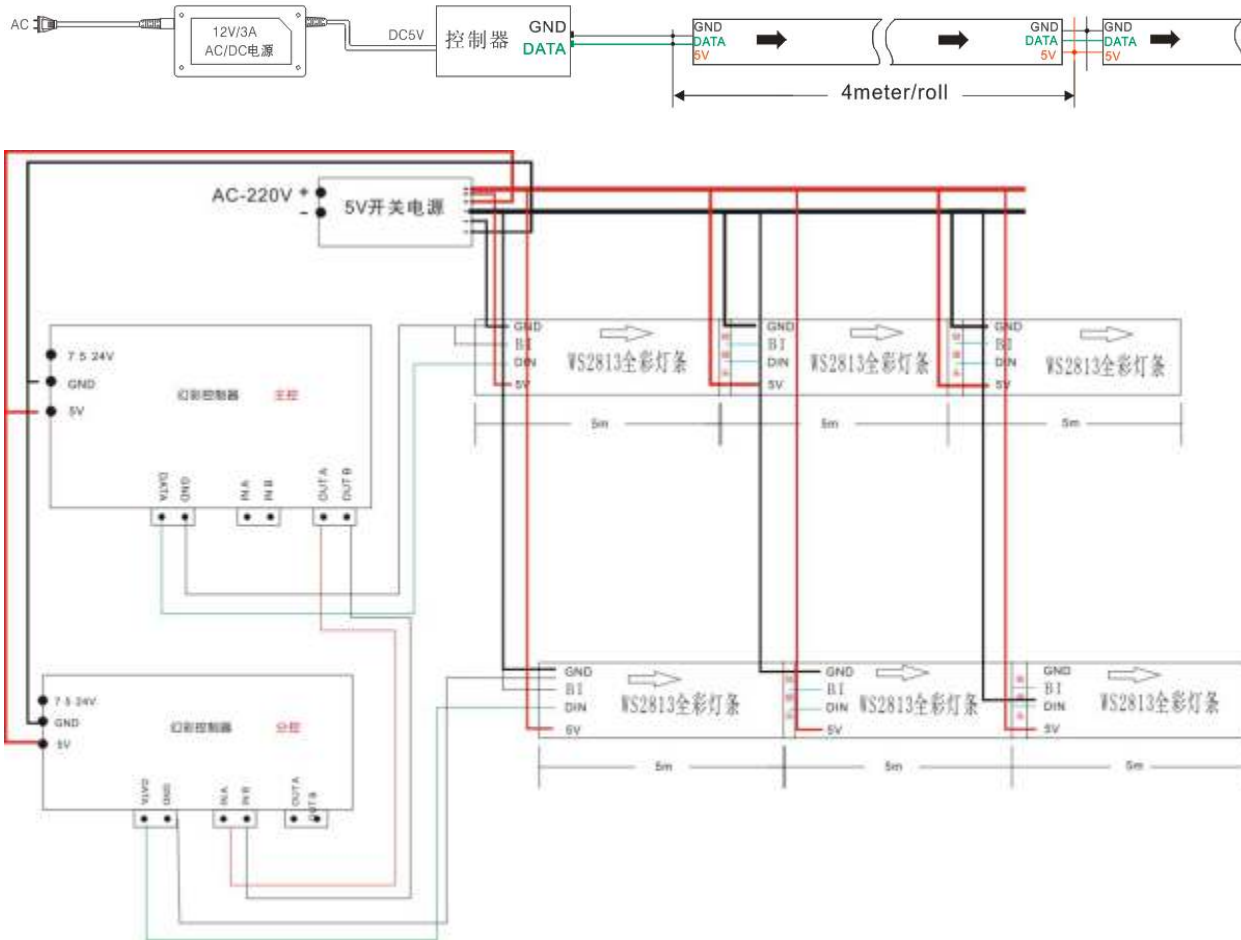 AC
12V/3A
AC/DC电源
DC5V
控制器
GND
DATA
GND
DATA
5V
GND
DATA
5V
GND
DATA
5V
4meter/roll
AC-220V
+
-
5V开关电源
GND
BI
DIN
5V
WS2813全彩灯条
GND
BI
DIN
5V
WS2813全彩灯条
GND
BI
DIN
5V
WS2813全彩灯条
5m
5m
5m
7 5 24V
GND
5V
幻彩控制器 主控
DATA
GND
IN A
IN B
OUT A
OUT B
GND
BI
DIN
5V
WS2813全彩灯条
GND
BI
DIN
5V
WS2813全彩灯条
GND
BI
DIN
5V
WS2813全彩灯条
5m
5m
5m
7 5 24V
GND
5V
幻彩控制器 分控
DATA
GND
IN A
IN B
OUT A
OUT B